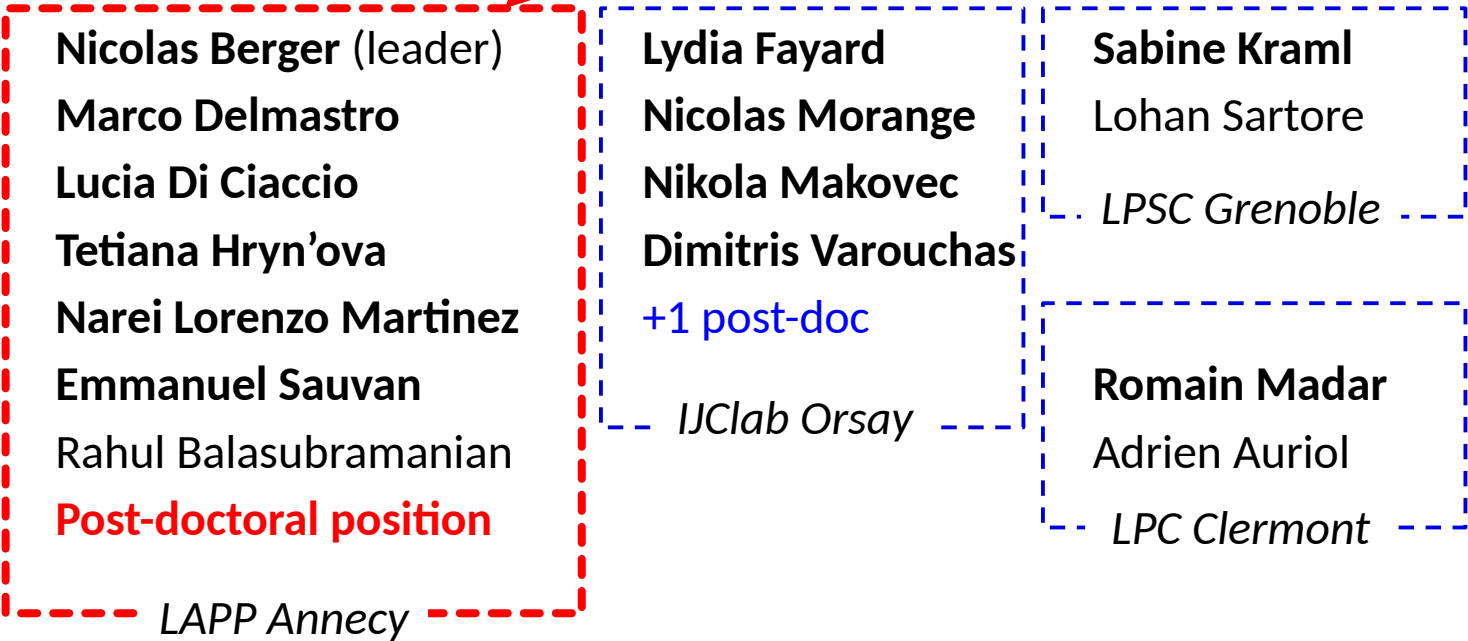 Nicolas Berger (leader)
Marco Delmastro
Lucia Di Ciaccio
Tetiana Hryn’ova
Narei Lorenzo Martinez
Emmanuel Sauvan
Rahul Balasubramanian
Post-doctoral position
LAPP Annecy
Lydia Fayard
Nicolas Morange
Nikola Makovec
Dimitris Varouchas
+1 post-doc
IJClab Orsay
Sabine Kraml
Lohan Sartore
LPSC Grenoble
Romain Madar
Adrien Auriol
LPC Clermont